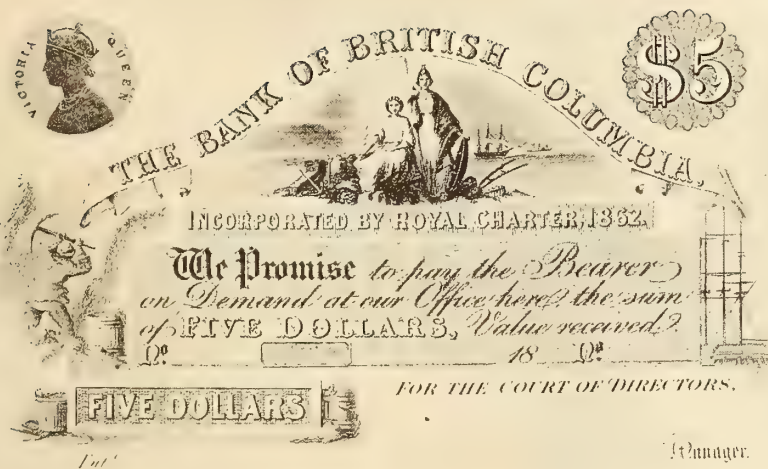 VICTORIA QUEEN
$5
THE BANK OF BRITISH COLUMBIA,
INCORPORATED BY ROYAL CHARTER, 1862.
We Promise to pay the Bearer
on Demand at our Office here the sum
of FIVE DOLLARS, Value received
No 18 No
FOR THE COURT OF DIRECTORS.
FIVE DOLLARS
Entd
Manager.